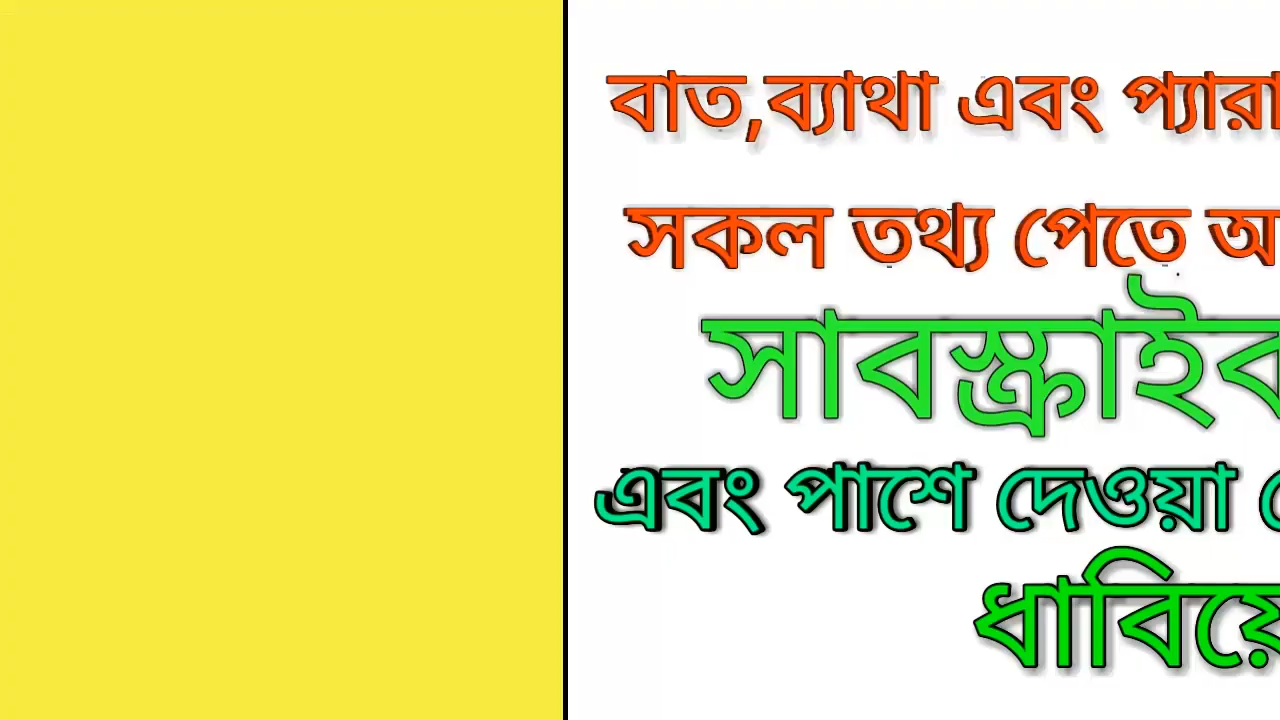 বাত,ব্যাথা এবং প্যারা
সকল তথ্য পেতে অ
সাবস্ক্রাইব
এবং পাশে দেওয়া
ধাবিয়ে